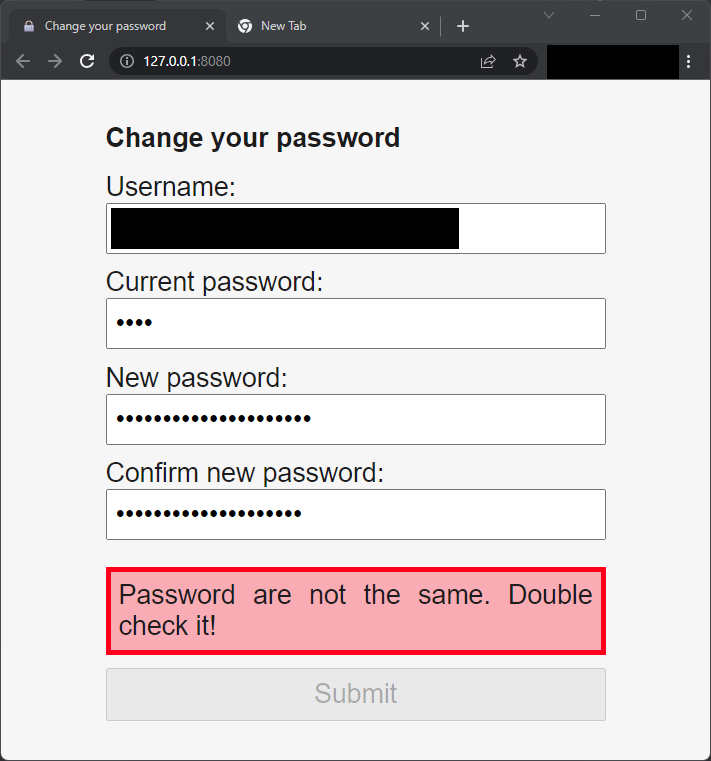 Change your password
New Tab
127.0.0.1:8080
Change your password
Username:
Current password:
••••
New password:
•••••••••••••••••••••
Confirm new password:
••••••••••••••••••••
Password are not the same. Double
check it!
Submit